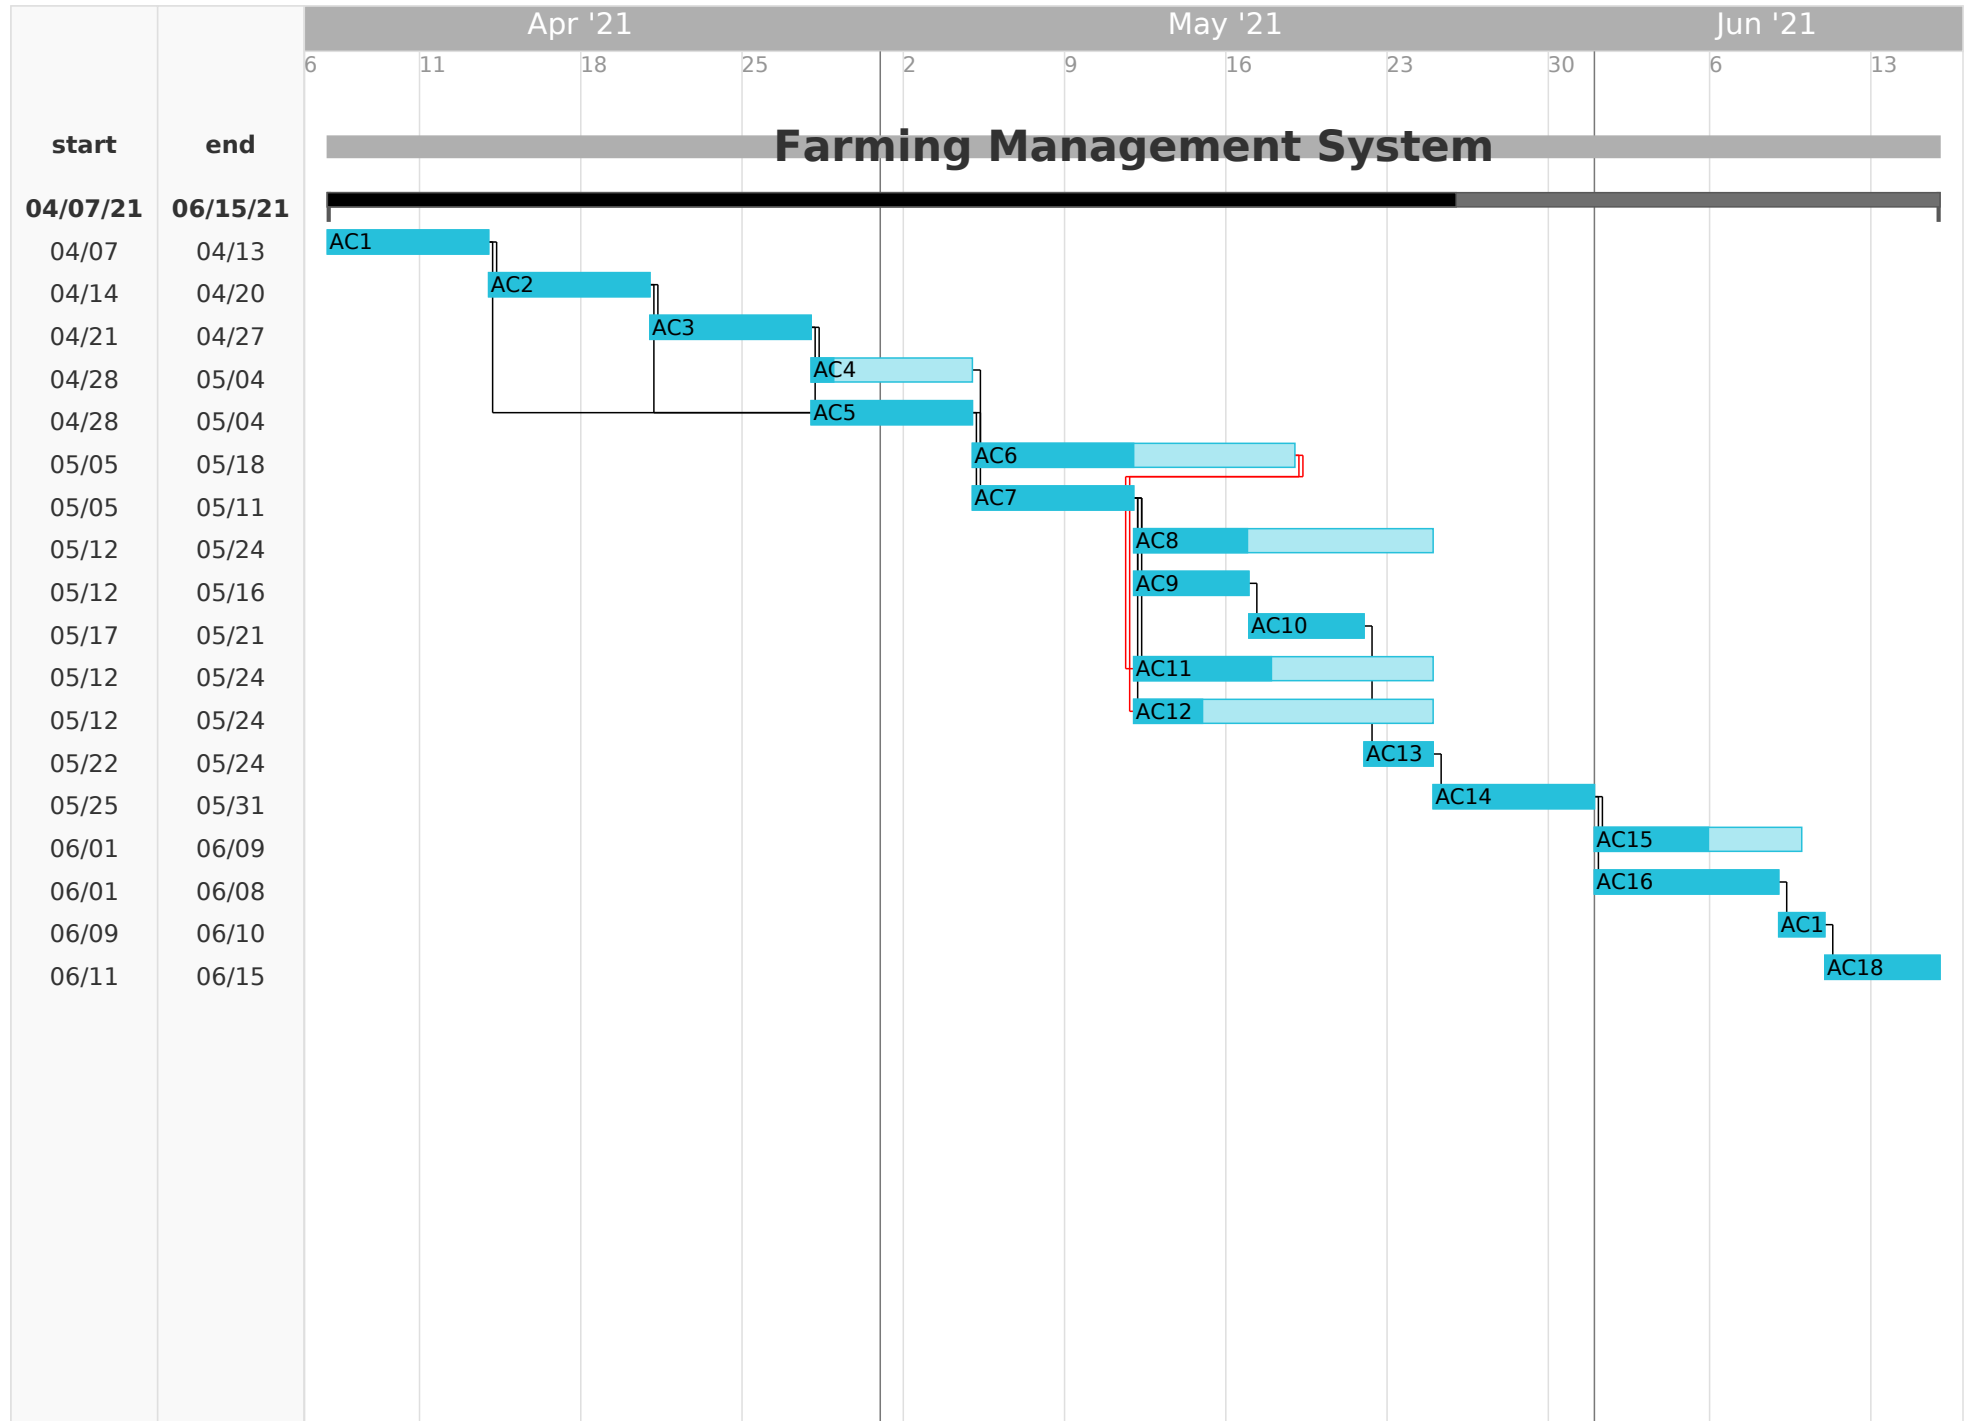 Apr '21 May '21 Jun '21
6 11 18 25 2 9 16 23 30 6 13
start end Farming Management System
04/07/21 06/15/21
04/07 04/13 AC1
04/14 04/20 AC2
04/21 04/27 AC3
04/28 05/04 AC4
04/28 05/04 AC5
05/05 05/18 AC6
05/05 05/11 AC7
05/12 05/24 AC8
05/12 05/16 AC9
05/17 05/21 AC10
05/12 05/24 AC11
05/12 05/24 AC12
05/22 05/24 AC13
05/25 05/31 AC14
06/01 06/09 AC15
06/01 06/08 AC16
06/09 06/10 AC1
06/11 06/15 AC18